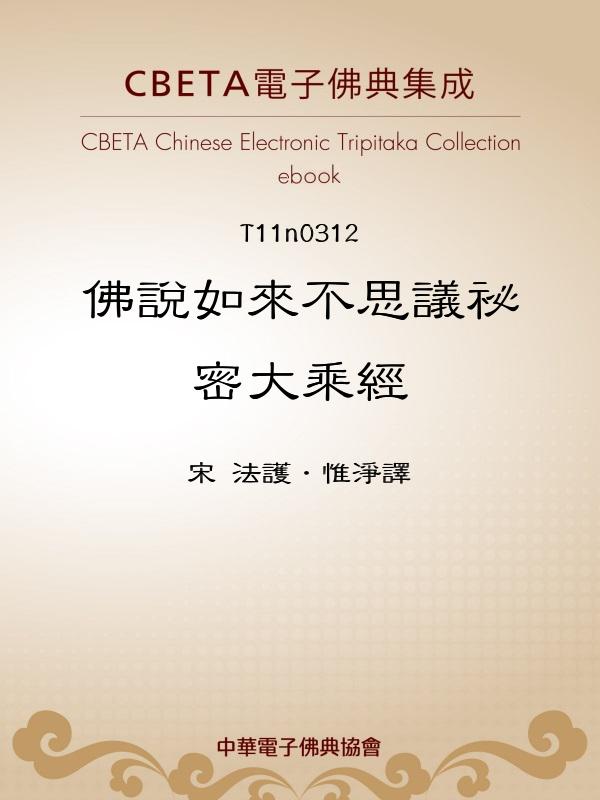 CBETA電子佛典集成
CBETA Chinese Electronic Tripitaka Collection
ebook
T11n0312
佛說如來不思議祕
密大乘經
宋 法護．惟淨譯
中華電子佛典協會